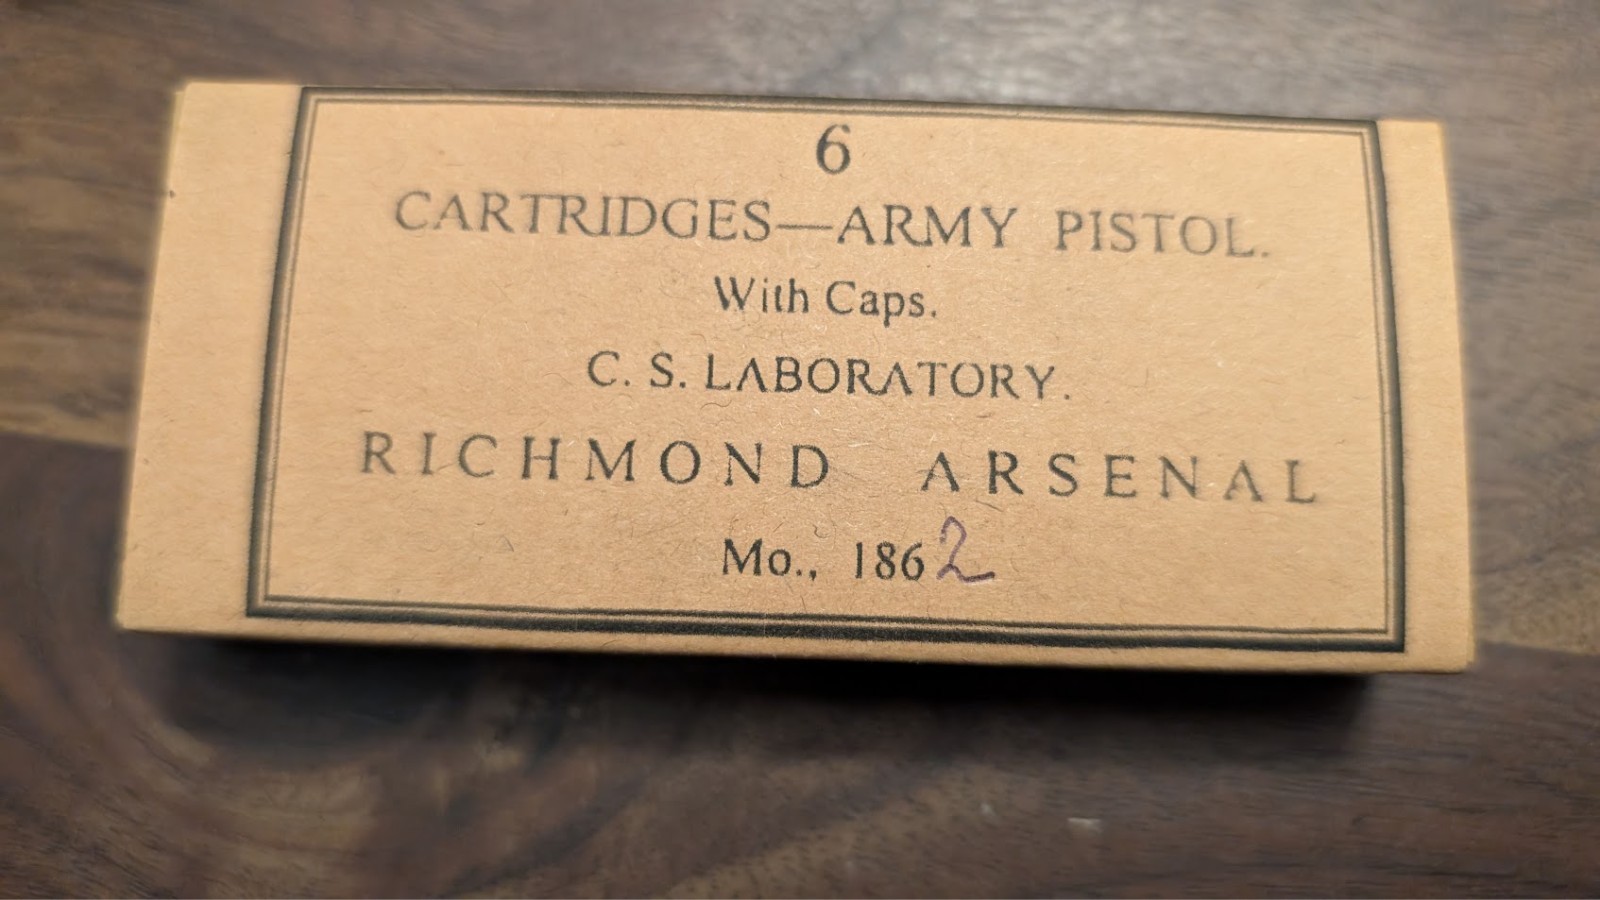 6
CARTRIDGES—ARMY PISTOL.
With Caps.
C. S. LABORATORY.
RICHMOND ARSENAL
Mo., 1862